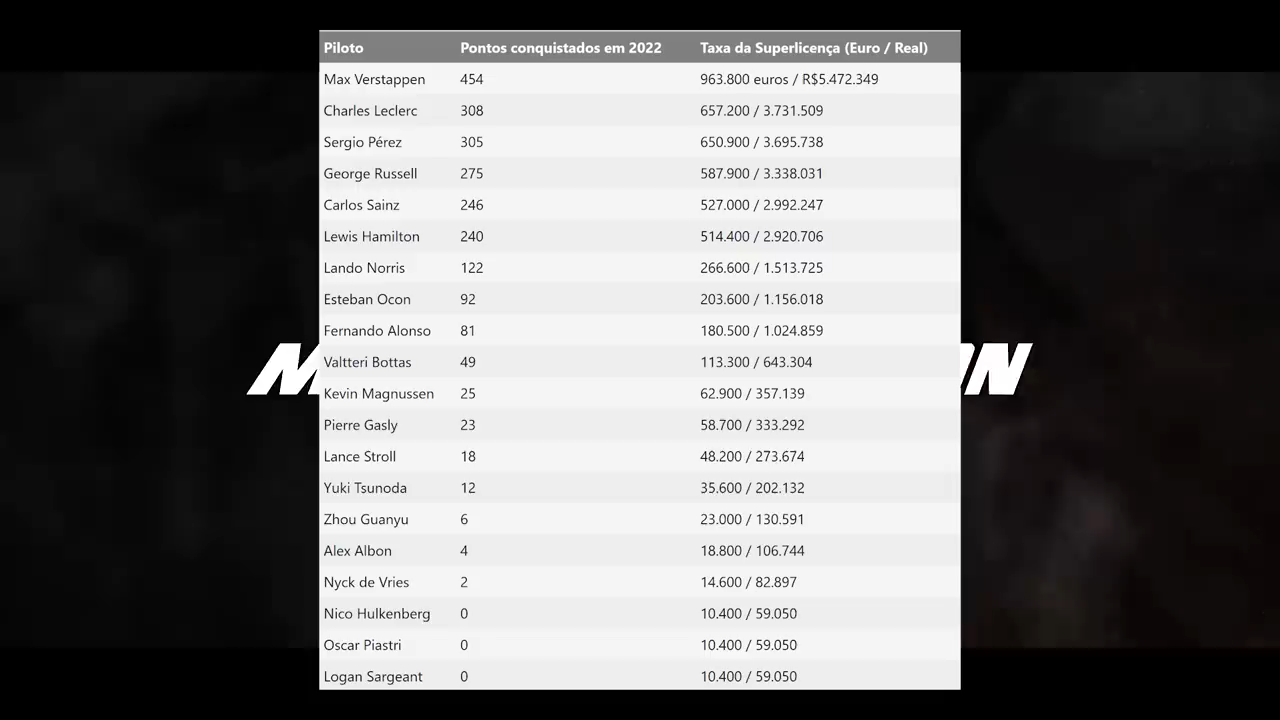 Piloto Pontos conquistados em 2022 Taxa da Superlicença (Euro / Real)
Max Verstappen 454 963.800 euros / R$5.472.349
Charles Leclerc 308 657.200 / 3.731.509
Sergio Pérez 305 650.900 / 3.695.738
George Russell 275 587.900 / 3.338.031
Carlos Sainz 246 527.000 / 2.992.247
Lewis Hamilton 240 514.400 / 2.920.706
Lando Norris 122 266.600 / 1.513.725
Esteban Ocon 92 203.600 / 1.156.018
Fernando Alonso 81 180.500 / 1.024.859
Valtteri Bottas 49 113.300 / 643.304
Kevin Magnussen 25 62.900 / 357.139
Pierre Gasly 23 58.700 / 333.292
Lance Stroll 18 48.200 / 273.674
Yuki Tsunoda 12 35.600 / 202.132
Zhou Guanyu 6 23.000 / 130.591
Alex Albon 4 18.800 / 106.744
Nyck de Vries 2 14.600 / 82.897
Nico Hulkenberg 0 10.400 / 59.050
Oscar Piastri 0 10.400 / 59.050
Logan Sargeant 0 10.400 / 59.050